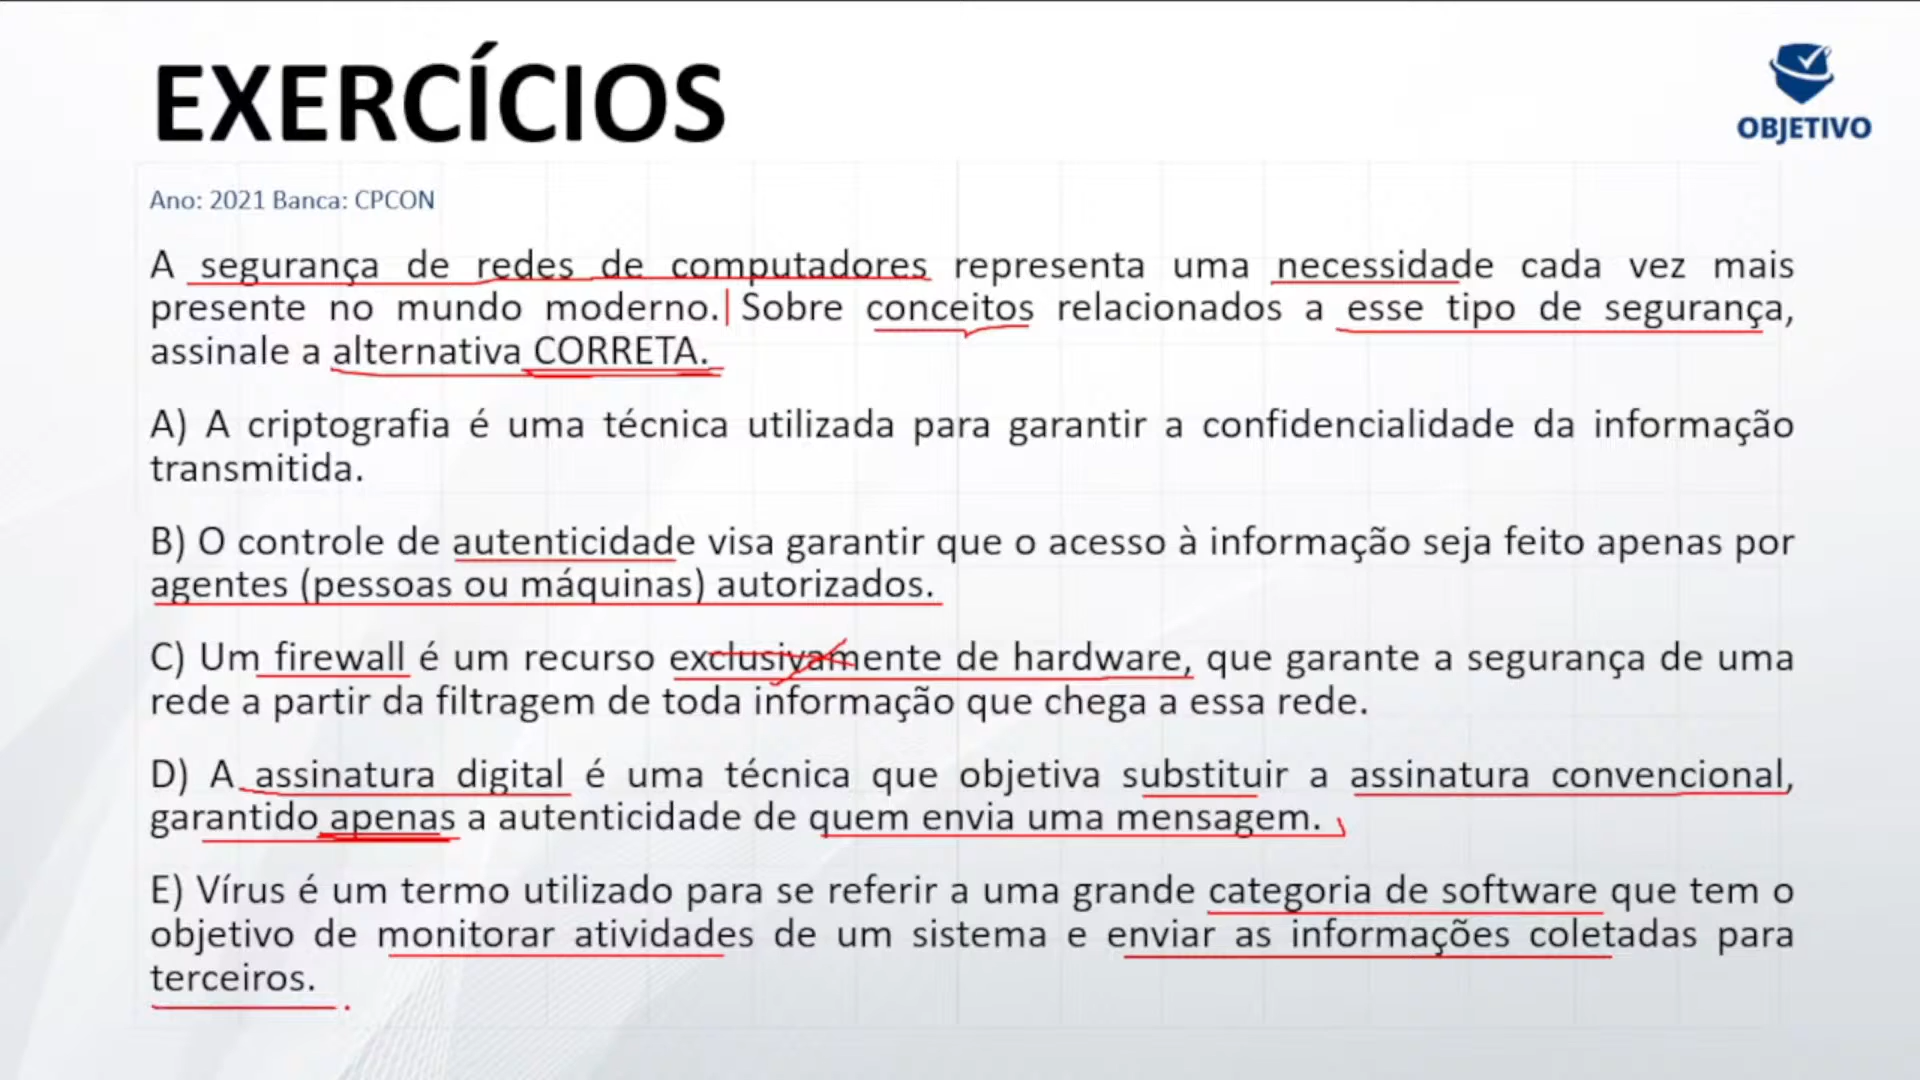 EXERCÍCIOS
OBJETIVO
Ano: 2021 Banca: CPCON
A segurança de redes de computadores representa uma necessidade cada vez mais
presente no mundo moderno. Sobre conceitos relacionados a esse tipo de segurança,
assinale a alternativa CORRETA.
A) A criptografia é uma técnica utilizada para garantir a confidencialidade da informação
transmitida.
B) O controle de autenticidade visa garantir que o acesso à informação seja feito apenas por
agentes (pessoas ou máquinas) autorizados.
C) Um firewall é um recurso exclusivamente de hardware, que garante a segurança de uma
rede a partir da filtragem de toda informação que chega a essa rede.
D) A assinatura digital é uma técnica que objetiva substituir a assinatura convencional,
garantido apenas a autenticidade de quem envia uma mensagem.
E) Vírus é um termo utilizado para se referir a uma grande categoria de software que tem o
objetivo de monitorar atividades de um sistema e enviar as informações coletadas para
terceiros.